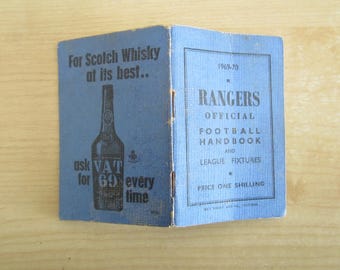 For Scotch Whisky
at its best..
ask
for
VAT
69
every
time
1969-70
RANGERS
OFFICIAL
FOOTBALL
HANDBOOK
AND
LEAGUE FIXTURES
PRICE ONE SHILLING